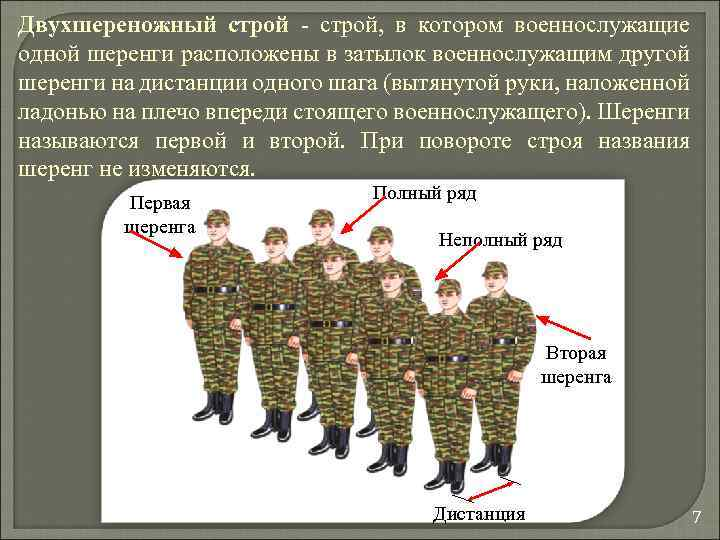 Двухшереножный строй - строй, в котором военнослужащие
одной шеренги расположены в затылок военнослужащим другой
шеренги на дистанции одного шага (вытянутой руки, наложенной
ладонью на плечо впереди стоящего военнослужащего). Шеренги
называются первой и второй. При повороте строя названия
шеренг не изменяются.
Первая
шеренга
Полный ряд
Неполный ряд
Вторая
шеренга
Дистанция
7